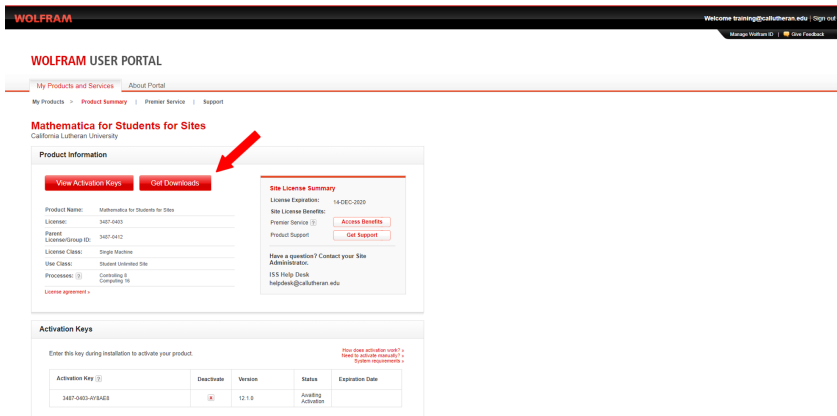 WOLFRAM
Welcome training@callutheran.edu | Sign out
Manage Wolfram ID | Give Feedback
WOLFRAM USER PORTAL
My Products and Services About Portal
My Products > Product Summary | Premier Service | Support
Mathematica for Students for Sites
California Lutheran University
Product Information
View Activation Keys Get Downloads
Product Name: Mathematica for Students for Sites
License: 3487-0403
Parent
License/Group ID: 3487-0412
License Class: Single Machine
Use Class: Student Unlimited Site
Processes: ? Controlling 8
Computing 16
License agreement »
Site License Summary
License Expiration: 14-DEC-2020
Site License Benefits:
Premier Service ? Access Benefits
Product Support Get Support
Have a question? Contact your Site
Administrator.
ISS Help Desk
helpdesk@callutheran.edu
Activation Keys
Enter this key during installation to activate your product.
How does activation work? »
Need to activate manually? »
System requirements »
Activation Key ? Deactivate Version Status Expiration Date
3487-0403-AY8AE8 x 12.1.0 Awaiting
Activation